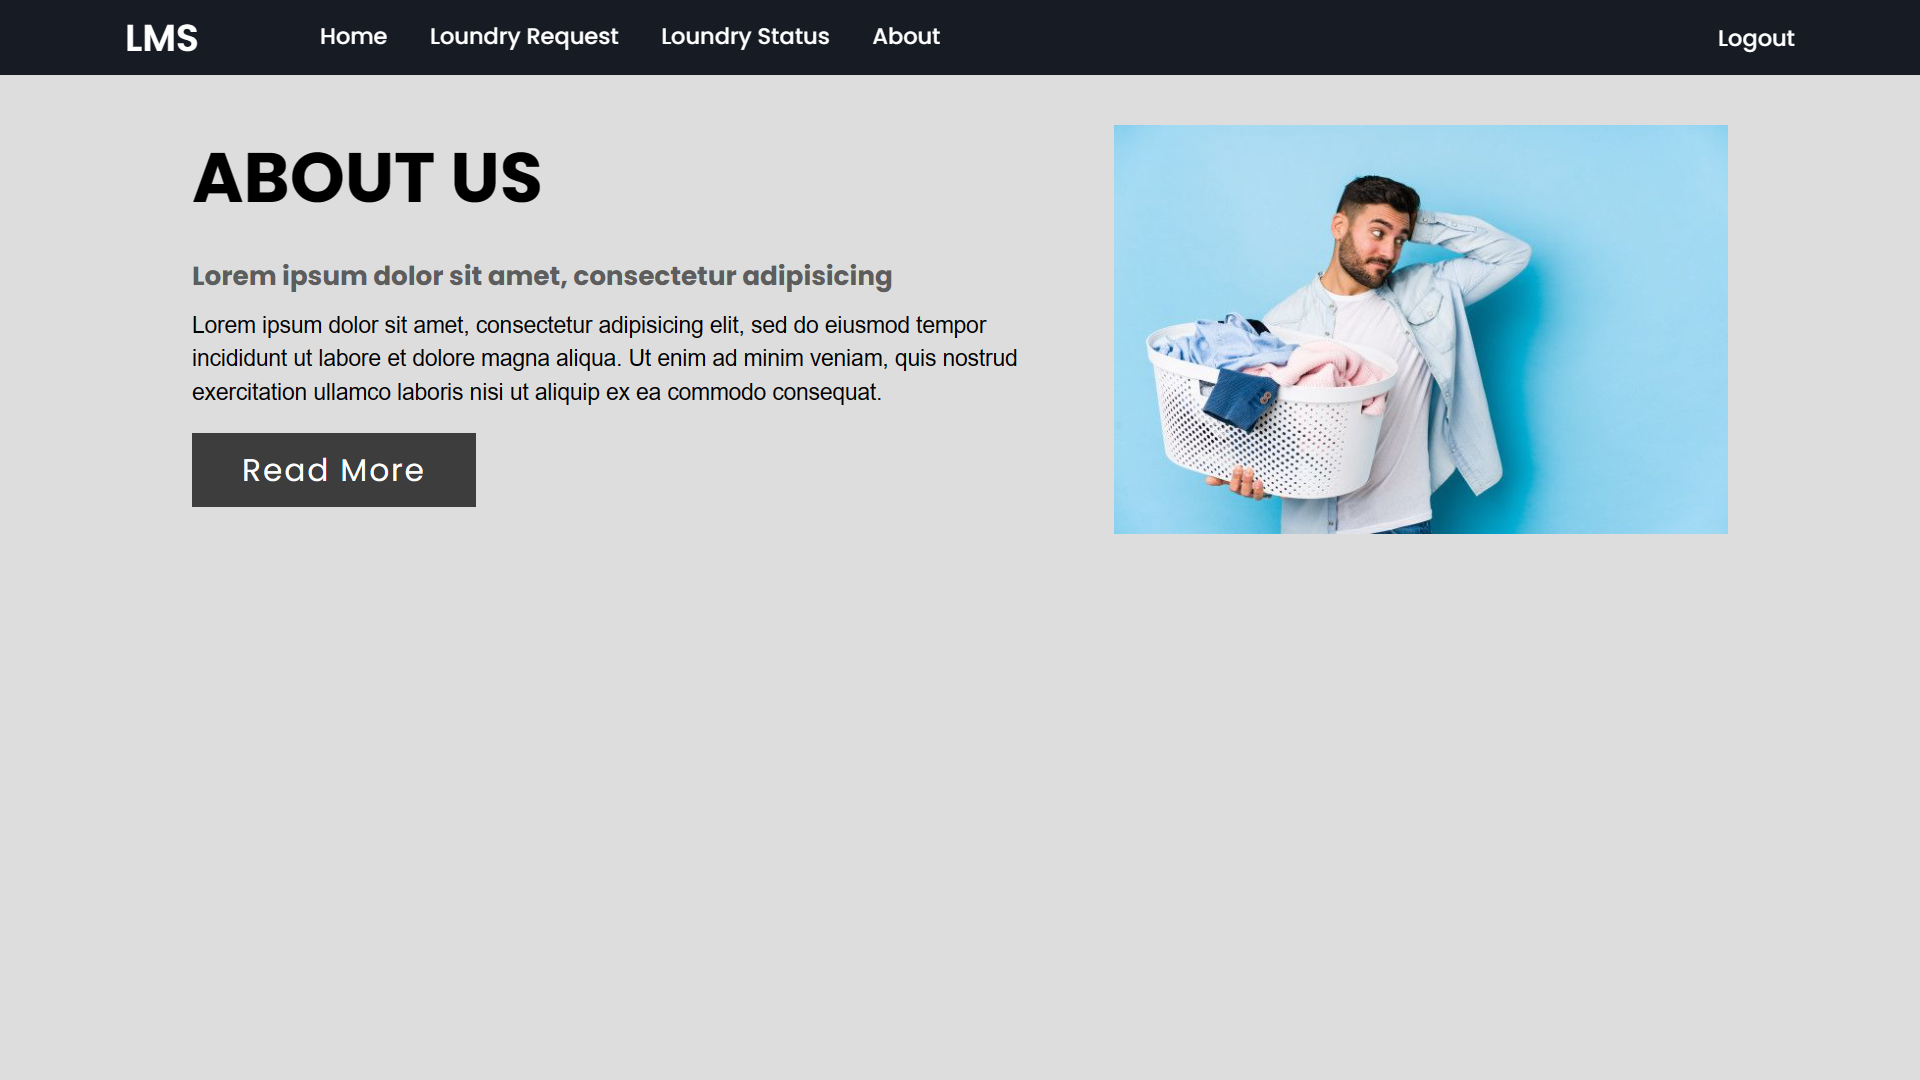 LMS
Home
Loundry Request
Loundry Status
About
Logout
ABOUT US
Lorem ipsum dolor sit amet, consectetur adipisicing
Lorem ipsum dolor sit amet, consectetur adipisicing elit, sed do eiusmod tempor
incididunt ut labore et dolore magna aliqua. Ut enim ad minim veniam, quis nostrud
exercitation ullamco laboris nisi ut aliquip ex ea commodo consequat.
Read More